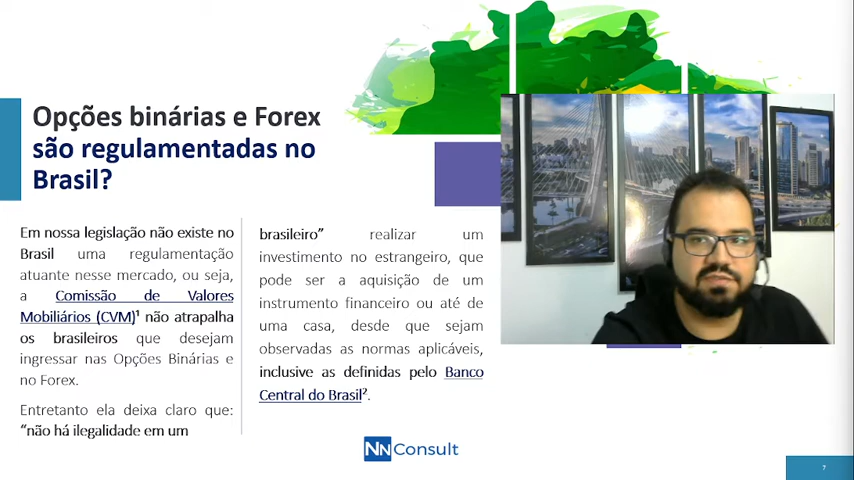 Opções binárias e Forex
são regulamentadas no
Brasil?
Em nossa legislação não existe no
Brasil uma regulamentação
atuante nesse mercado, ou seja,
a Comissão de Valores
Mobiliários (CVM)¹ não atrapalha
os brasileiros que desejam
ingressar nas Opções Binárias e
no Forex.
Entretanto ela deixa claro que:
“não há ilegalidade em um
brasileiro” realizar um
investimento no estrangeiro, que
pode ser a aquisição de um
instrumento financeiro ou até de
uma casa, desde que sejam
observadas as normas aplicáveis,
inclusive as definidas pelo Banco
Central do Brasil².
NN Consult
7